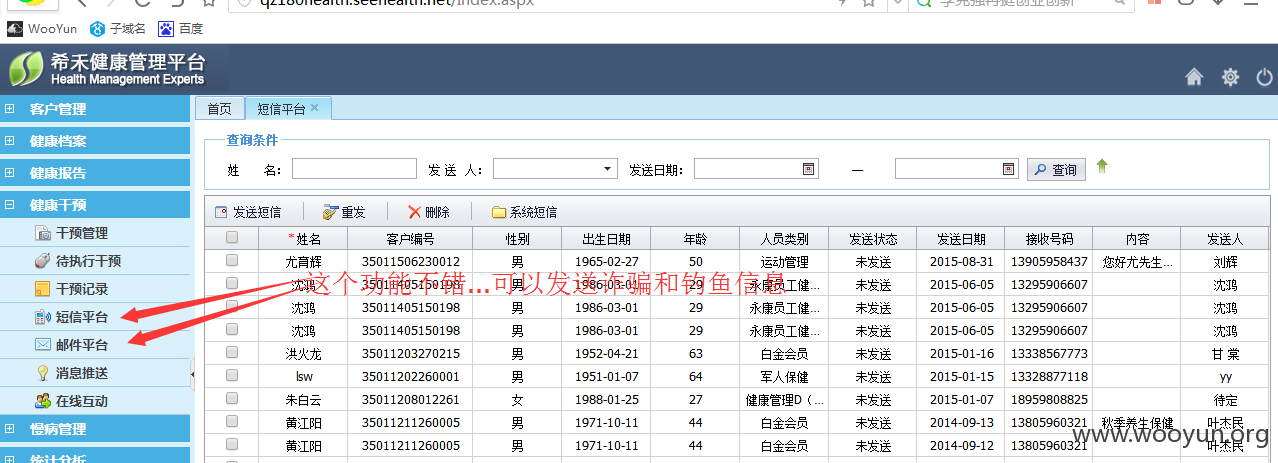 qz180health.seehealth.net/index.aspx
WooYun 子域名 百度
希禾健康管理平台
Health Management Experts
客户管理
健康档案
健康报告
健康干预
干预管理
待执行干预
干预记录
短信平台
邮件平台
消息推送
在线互动
慢病管理
统计分析
首页 短信平台
查询条件
姓 名： 发 送 人： 发送日期： — 查询
发送短信 重发 删除 系统短信
*姓名 客户编号 性别 出生日期 年龄 人员类别 发送状态 发送日期 接收号码 内容 发送人
尤育辉 35011506230012 男 1965-02-27 50 运动管理 未发送 2015-08-31 13905958437 您好尤先生... 刘辉
这个功能不错...可以发送诈骗和钓鱼信息
沈鸿 35011405150198 男 1986-03-01 29 永康员工健... 未发送 2015-06-05 13295906607 沈鸿
沈鸿 35011405150198 男 1986-03-01 29 永康员工健... 未发送 2015-06-05 13295906607 沈鸿
沈鸿 35011405150198 男 1986-03-01 29 永康员工健... 未发送 2015-06-05 13295906607 沈鸿
洪火龙 35011203270215 男 1952-04-21 63 白金会员 未发送 2015-01-16 13338567773 甘 棠
lsw 35011202260001 男 1951-01-07 64 军人保健 未发送 2015-01-15 13328877118 yy
朱白云 35011208012261 女 1988-01-25 27 健康管理D（... 未发送 2015-01-07 18959808825 待定
黄江阳 35011211260005 男 1971-10-11 44 白金会员 未发送 2014-09-13 13805960321 秋季养生保健 叶杰民
黄江阳 35011211260005 男 1971-10-11 44 白金会员 未发送 2014-09-12 13805960321 叶杰民
www.wooyun.org